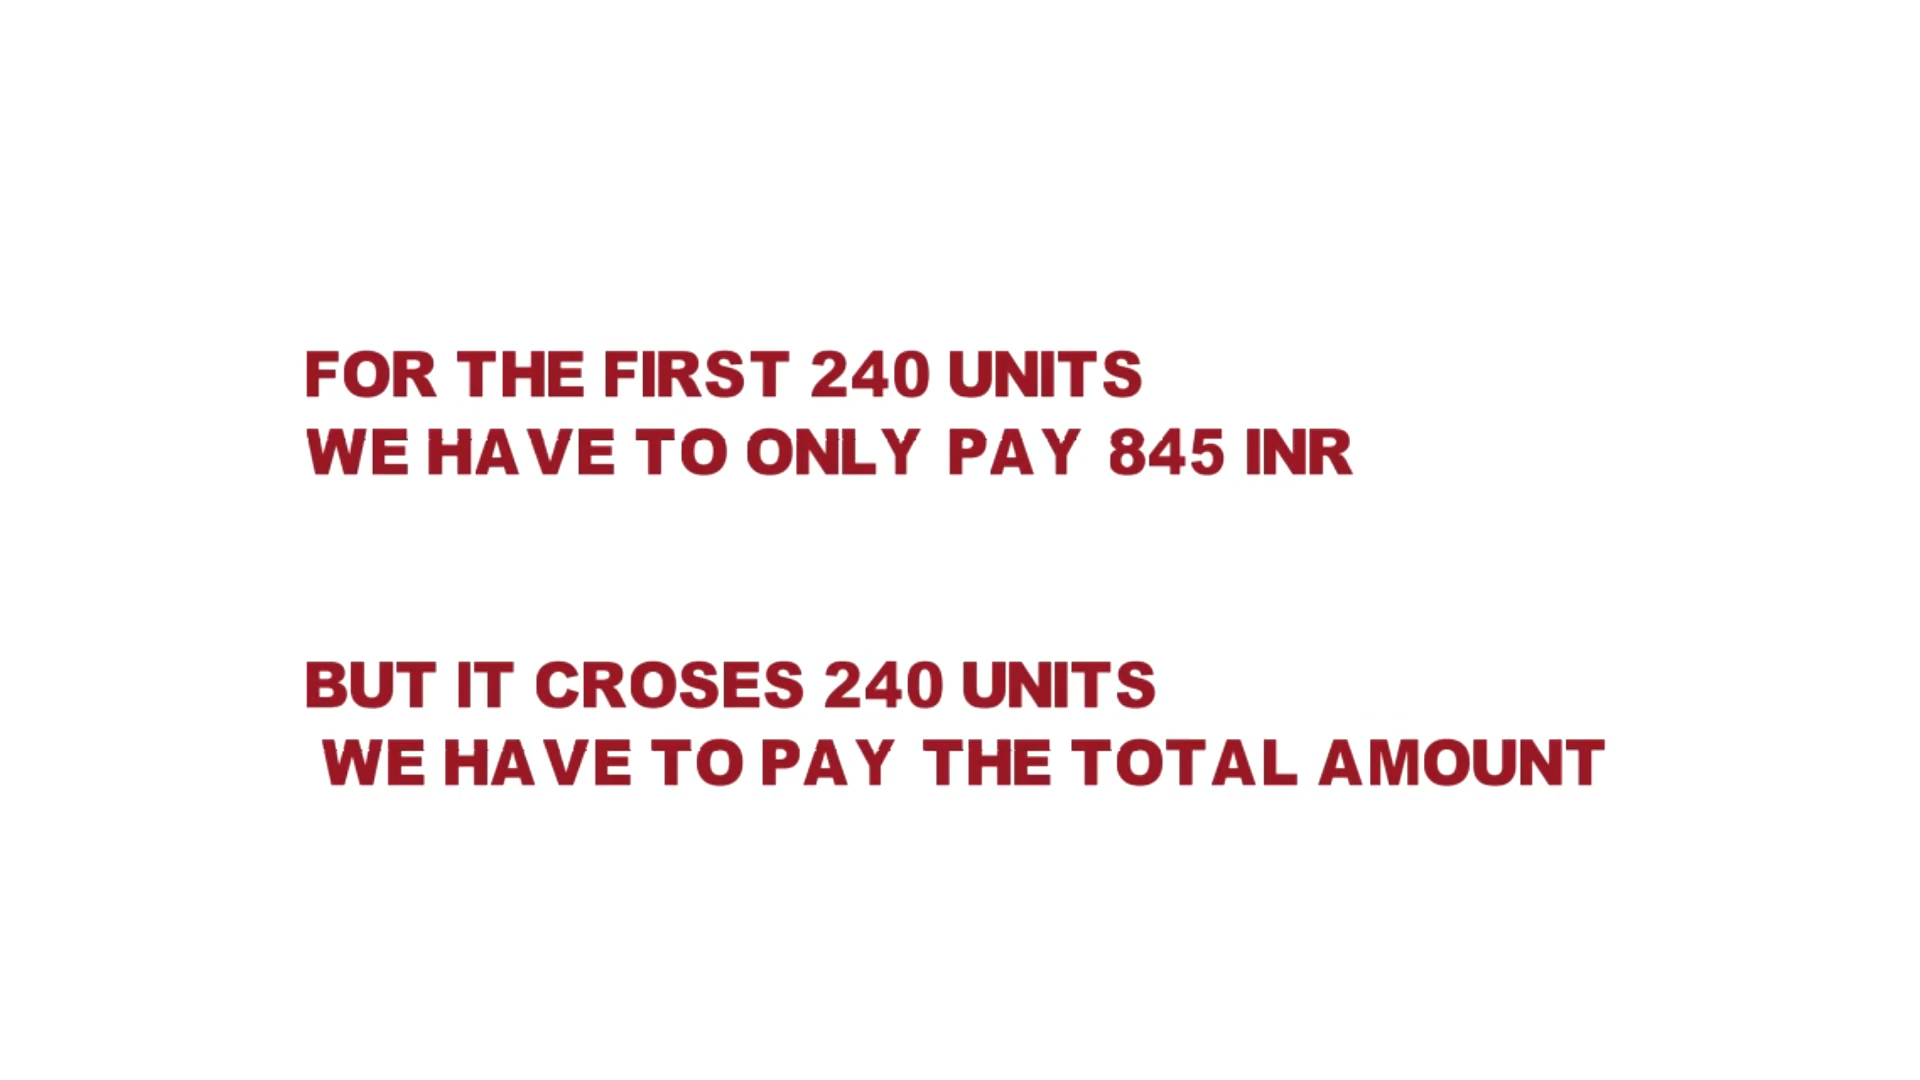 FOR THE FIRST 240 UNITS
WE HAVE TO ONLY PAY 845 INR
BUT IT CROSES 240 UNITS
WE HAVE TO PAY THE TOTAL AMOUNT